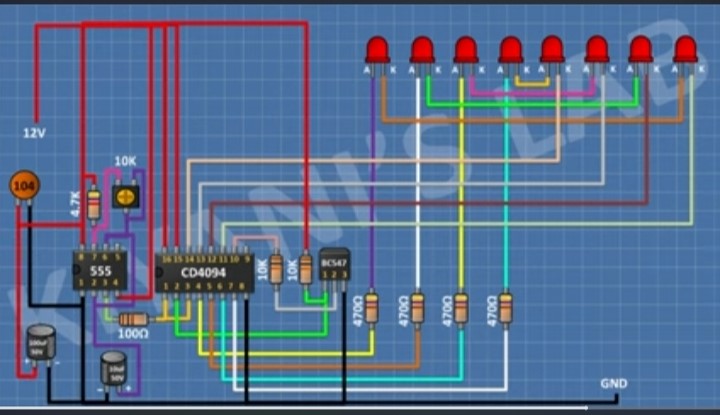 A K A K A K A K A K A K A K A K
12V
104
10K
4.7K
8 7 6 5
555
1 2 3 4
16 15 14 13 12 11 10 9
CD4094
1 2 3 4 5 6 7 8
10K
10K
BC547
1 2 3
100Ω
470Ω
470Ω
470Ω
470Ω
100uF
50V
+
-
10uF
50V
-
+
GND